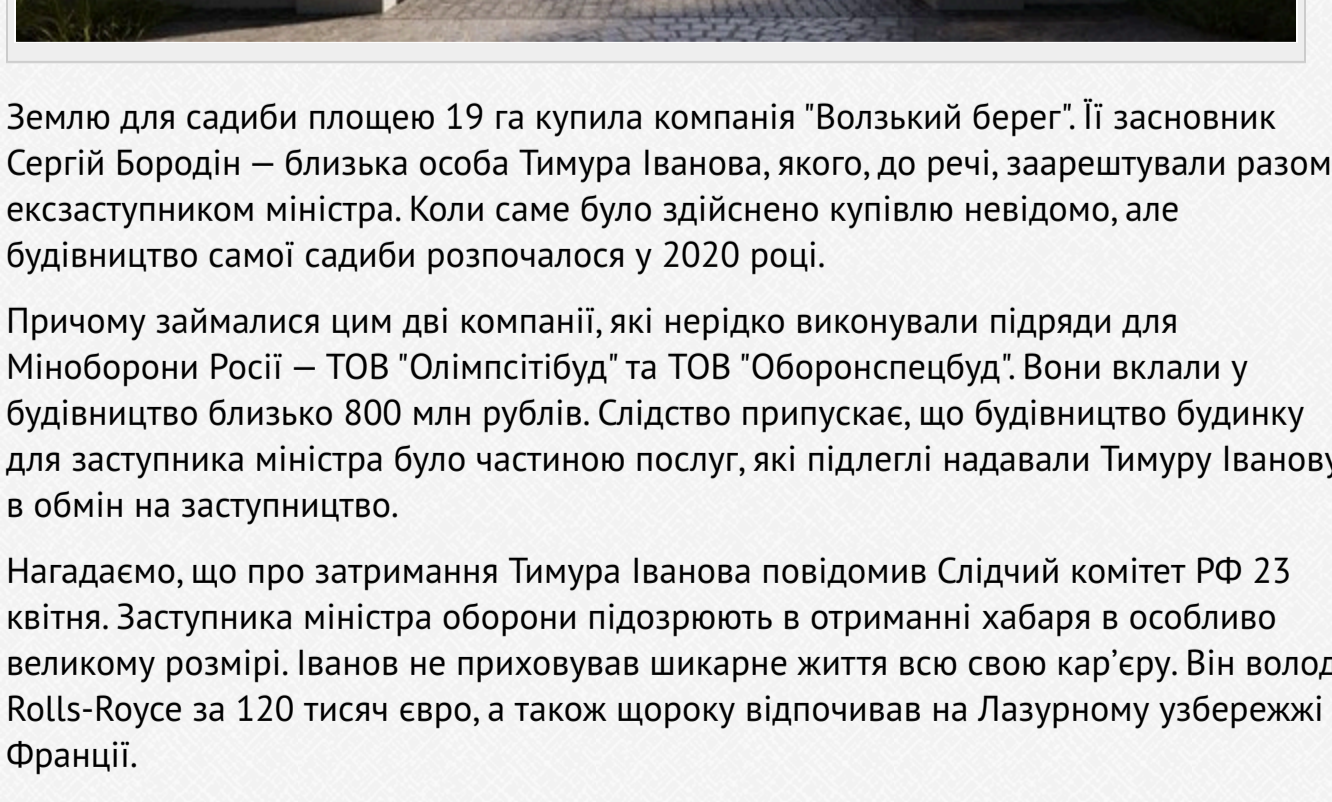 Землю для садиби площею 19 га купила компанія "Волзький берег". Її засновник
Сергій Бородін — близька особа Тимура Іванова, якого, до речі, заарештували разом
ексзаступником міністра. Коли саме було здійснено купівлю невідомо, але
будівництво самої садиби розпочалося у 2020 році.
Причому займалися цим дві компанії, які нерідко виконували підряди для
Міноборони Росії — ТОВ "Олімпсітібуд" та ТОВ "Оборонспецбуд". Вони вклали у
будівництво близько 800 млн рублів. Слідство припускає, що будівництво будинку
для заступника міністра було частиною послуг, які підлеглі надавали Тимуру Іванову
в обмін на заступництво.
Нагадаємо, що про затримання Тимура Іванова повідомив Слідчий комітет РФ 23
квітня. Заступника міністра оборони підозрюють в отриманні хабаря в особливо
великому розмірі. Іванов не приховував шикарне життя всю свою кар’єру. Він волод
Rolls-Royce за 120 тисяч євро, а також щороку відпочивав на Лазурному узбережжі
Франції.